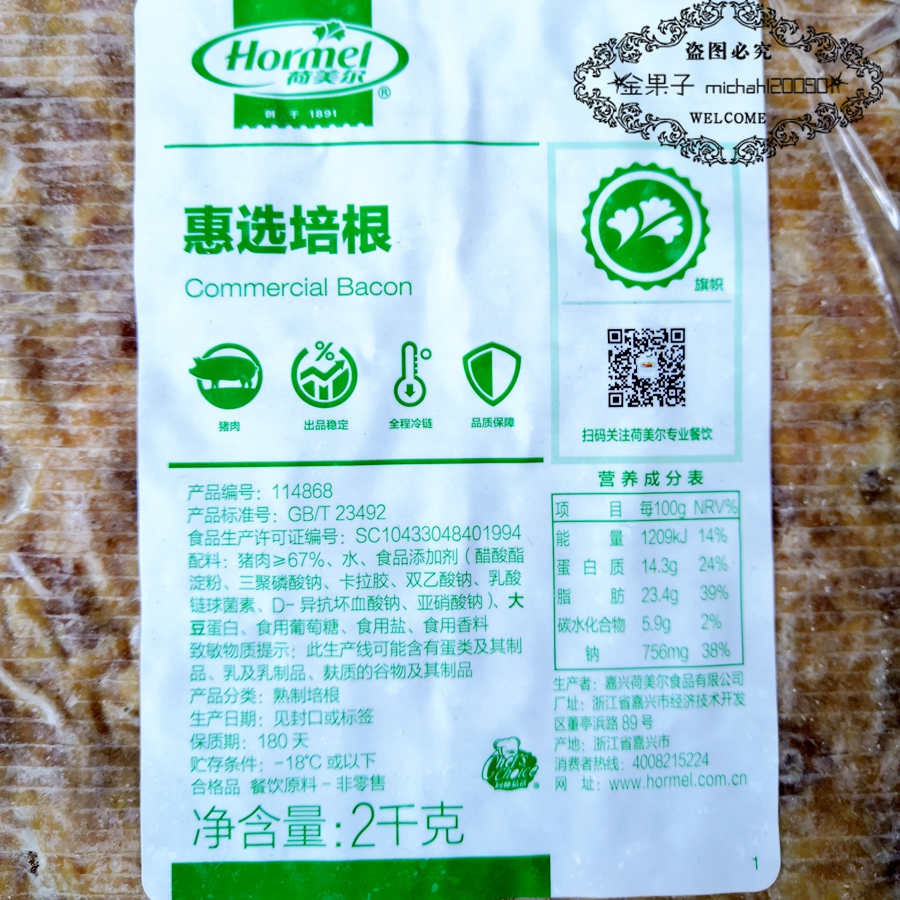 Hormel
荷美尔
®
创于1891
盗图必究
金果子 michahl200901
WELCOME
惠选培根
Commercial Bacon
旗帜
猪肉
出品稳定
全程冷链
品质保障
扫码关注荷美尔专业餐饮
产品编号：114868
产品标准号：GB/T 23492
食品生产许可证编号：SC10433048401994
配料：猪肉≥67%、水、食品添加剂（醋酸酯
淀粉、三聚磷酸钠、卡拉胶、双乙酸钠、乳酸
链球菌素、D-异抗坏血酸钠、亚硝酸钠）、大
豆蛋白、食用葡萄糖、食用盐、食用香料
致敏物质提示：此生产线可能含有蛋类及其制
品、乳及乳制品、麸质的谷物及其制品
产品分类：熟制培根
生产日期：见封口或标签
保质期：180 天
贮存条件：-18℃ 或以下
合格品 餐饮原料－非零售
净含量：2千克
Chef's
Choice
®
营养成分表
项目 每100g NRV%
能量 1209kJ 14%
蛋白质 14.3g 24%
脂肪 23.4g 39%
碳水化合物 5.9g 2%
钠 756mg 38%
生产者：嘉兴荷美尔食品有限公司
厂址：浙江省嘉兴市经济技术开发
区董亭浜路 89 号
产地：浙江省嘉兴市
消费者热线：4008215224
网 址：www.hormel.com.cn
1